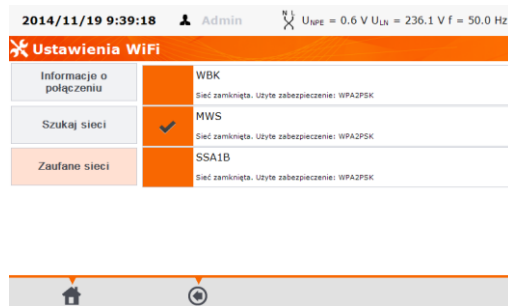 2014/11/19 9:39:18 Admin N L UNPE = 0.6 V ULN = 236.1 V f = 50.0 Hz
Ustawienia WiFi
Informacje o
połączeniu
WBK
Sieć zamknięta. Użyte zabezpieczenie: WPA2PSK
Szukaj sieci
MWS
Sieć zamknięta. Użyte zabezpieczenie: WPA2PSK
Zaufane sieci
SSA1B
Sieć zamknięta. Użyte zabezpieczenie: WPA2PSK